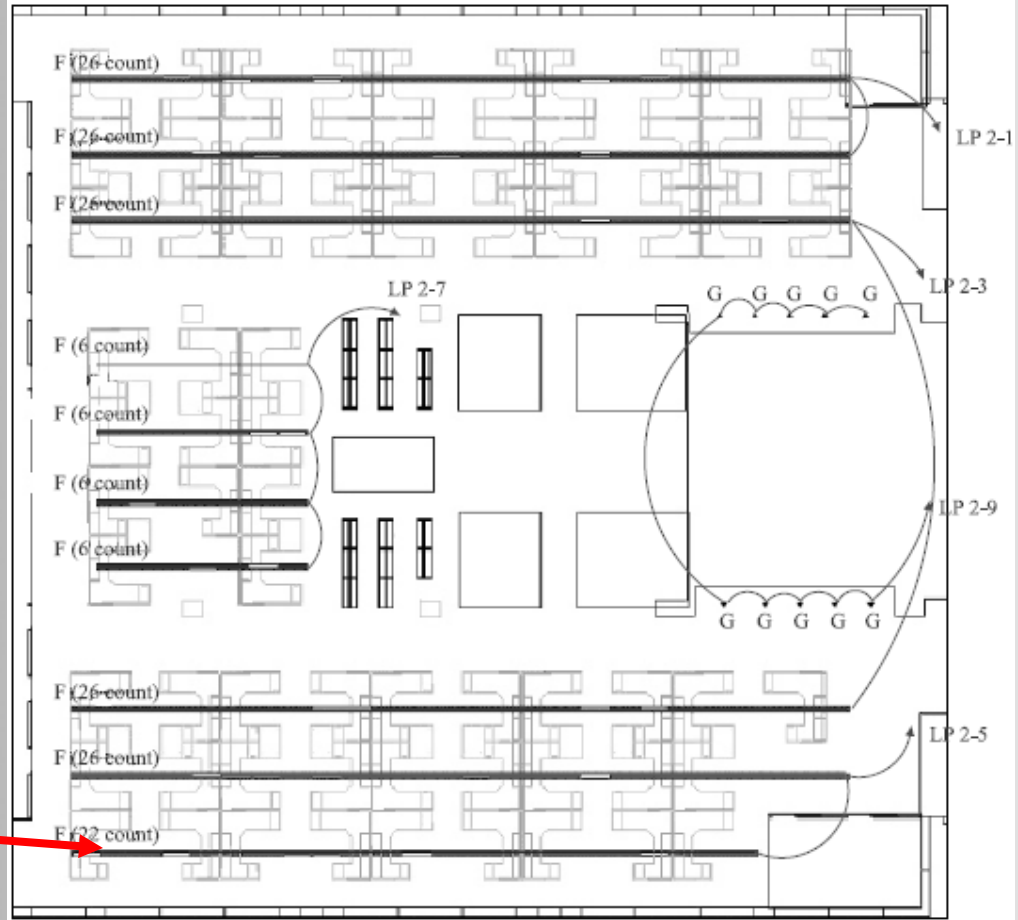 F (26 count)
F (26 count)
LP 2-1
F (26 count)
LP 2-3
LP 2-7
G G G G G
F (6 count)
F (6 count)
F (6 count)
LP 2-9
F (6 count)
G G G G G
F (26 count)
LP 2-5
F (26 count)
F (22 count)